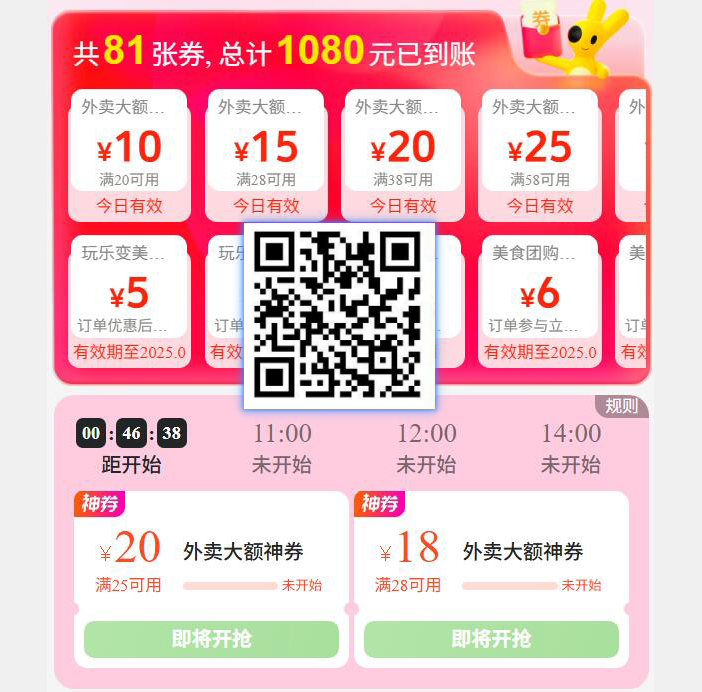 券
共81张券, 总计1080元已到账
外卖大额... 外卖大额... 外卖大额... 外卖大额... 外
¥10 ¥15 ¥20 ¥25
满20可用 满28可用 满38可用 满58可用
今日有效 今日有效 今日有效 今日有效
玩乐变美... 玩乐 美食团购... 美
¥5 ¥6
订单优惠后... 订单 订单参与立... 订
有效期至2025.0 有效 有效期至2025.0 有效
规则
00:46:38 11:00 12:00 14:00
距开始 未开始 未开始 未开始
神券 神券
¥20 外卖大额神券 ¥18 外卖大额神券
满25可用 未开始 满28可用 未开始
即将开抢 即将开抢